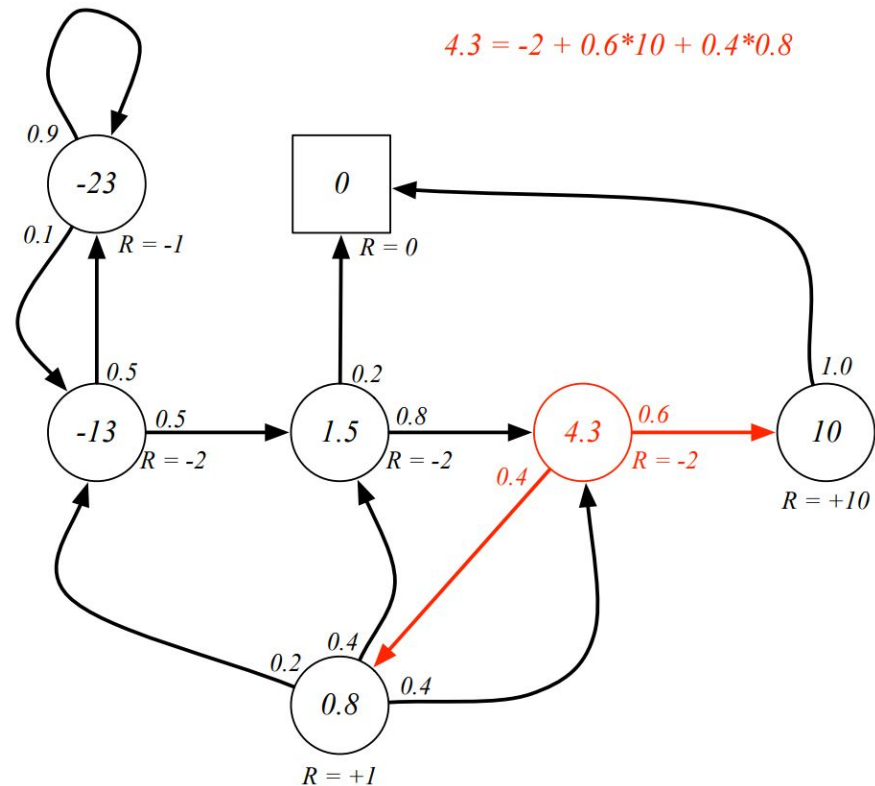 4.3 = -2 + 0.6*10 + 0.4*0.8
0.9
-23
0
0.1
R = -1
R = 0
1.0
0.5
0.2
-13
0.5
1.5
0.8
4.3
0.6
10
R = -2
R = -2
R = -2
0.4
R = +10
0.4
0.2
0.4
0.8
R = +1